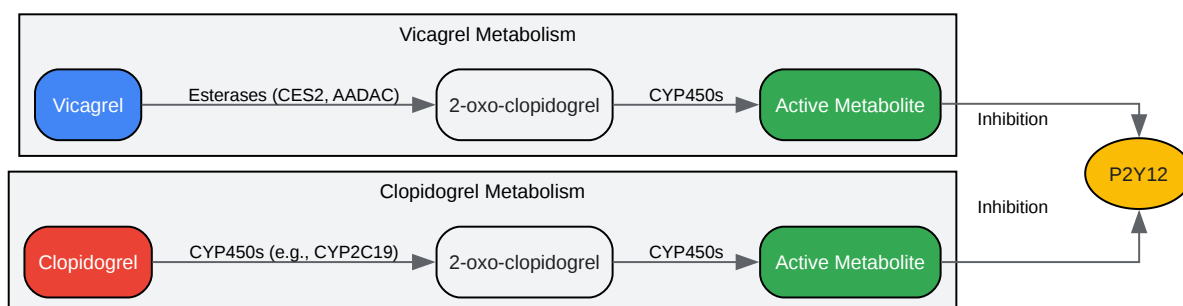 Vicagrel Metabolism
Vicagrel
Esterases (CES2, AADAC)
2-oxo-clopidogrel
CYP450s
Active Metabolite
Inhibition
P2Y12
Clopidogrel Metabolism
Clopidogrel
CYP450s (e.g., CYP2C19)
2-oxo-clopidogrel
CYP450s
Active Metabolite
Inhibition